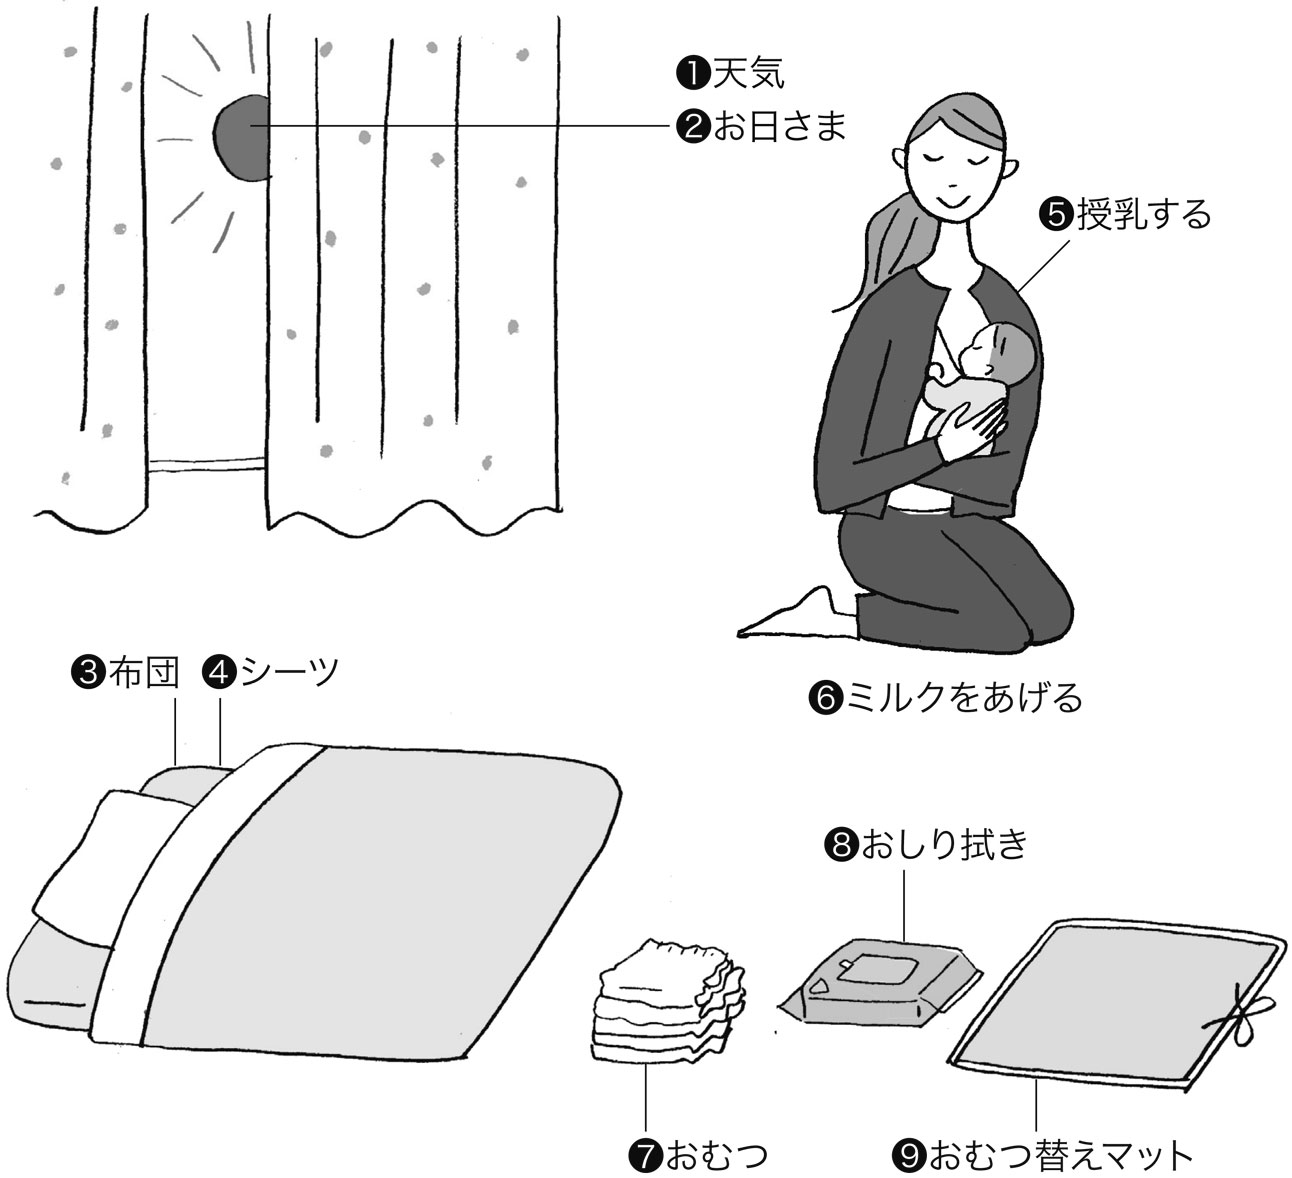 ❶天気
❷お日さま
❺授乳する
❸布団 ❹シーツ
❻ミルクをあげる
❽おしり拭き
❼おむつ
❾おむつ替えマット